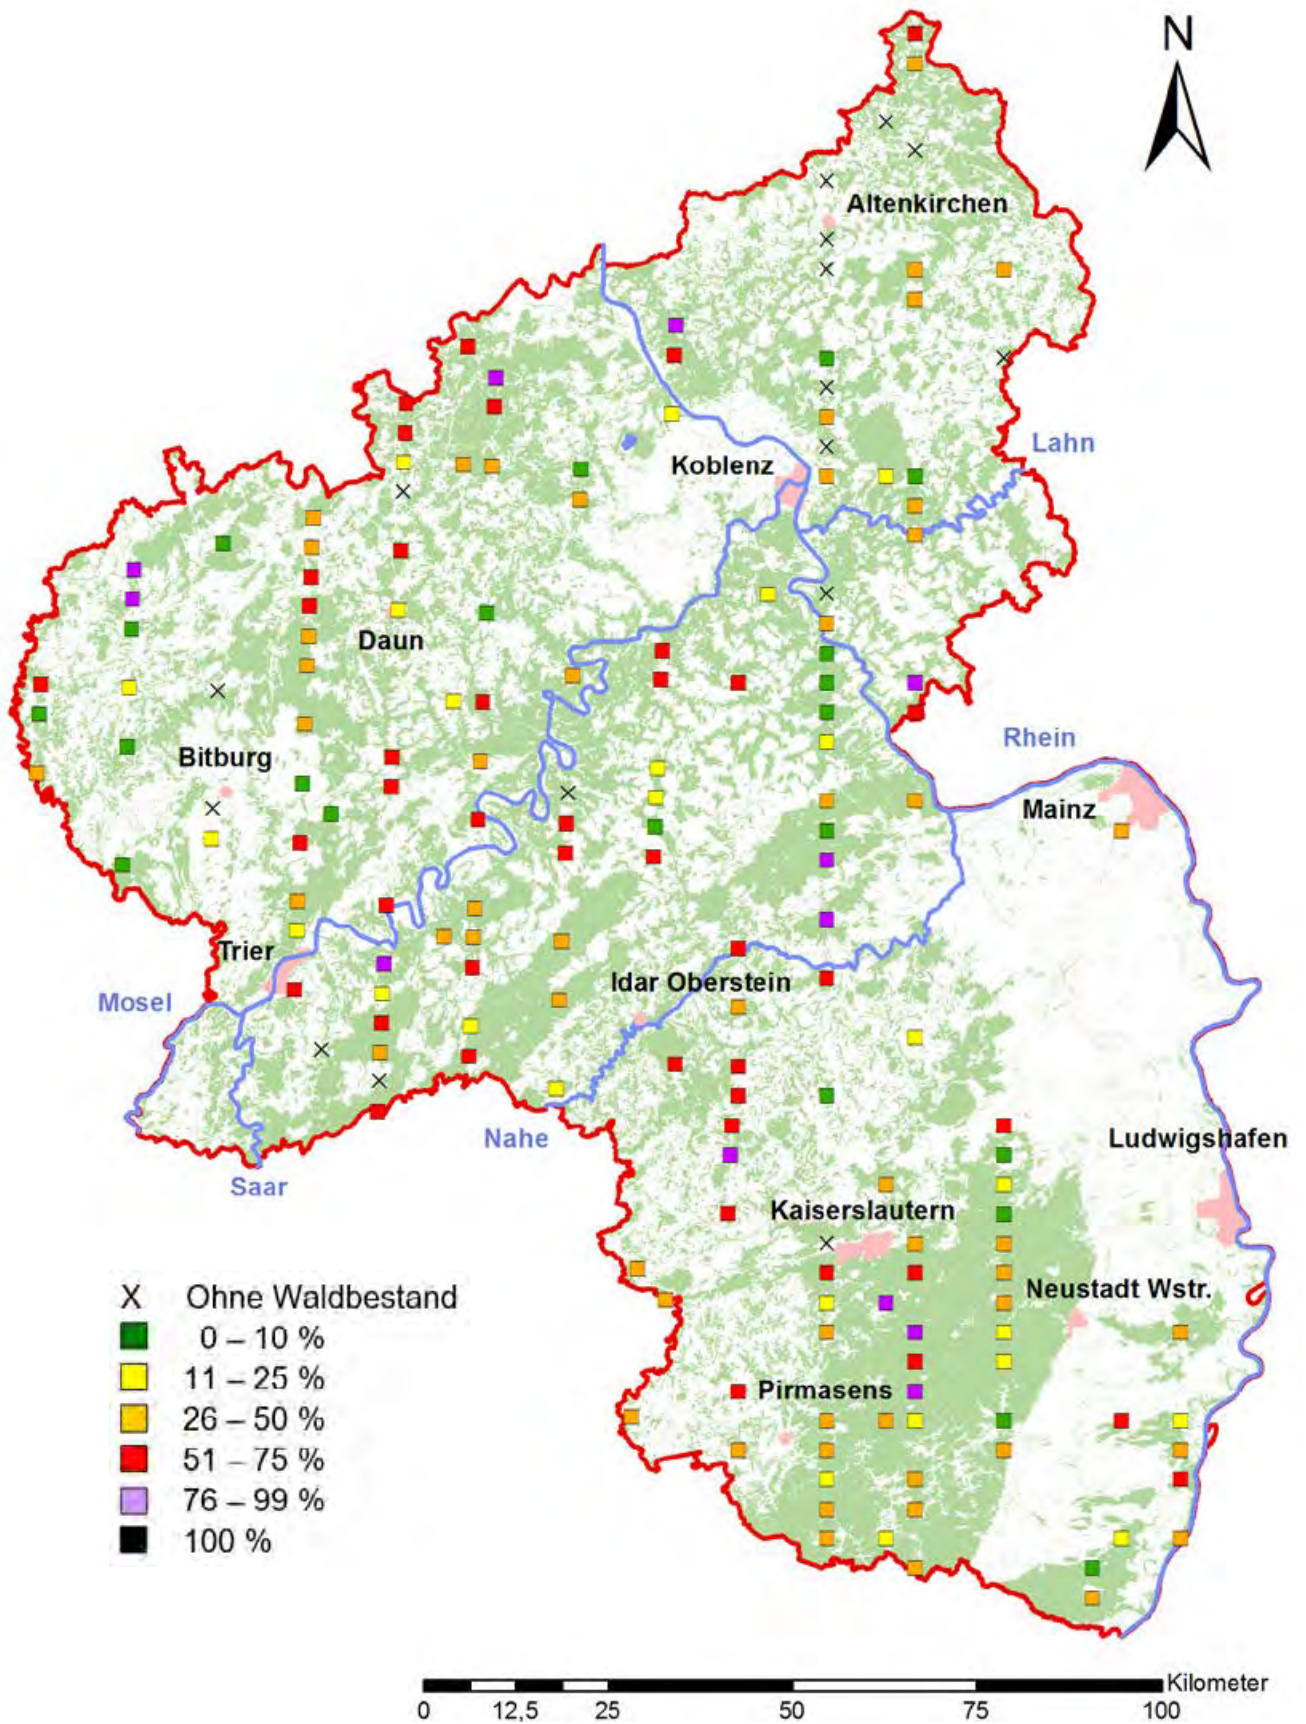 N
Altenkirchen
Lahn
Koblenz
Daun
Rhein
Bitburg
Mainz
Trier
Idar Oberstein
Mosel
Nahe
Ludwigshafen
Saar
Kaiserslautern
Neustadt Wstr.
Pirmasens
X Ohne Waldbestand
0 – 10 %
11 – 25 %
26 – 50 %
51 – 75 %
76 – 99 %
100 %
Kilometer
0 12,5 25 50 75 100